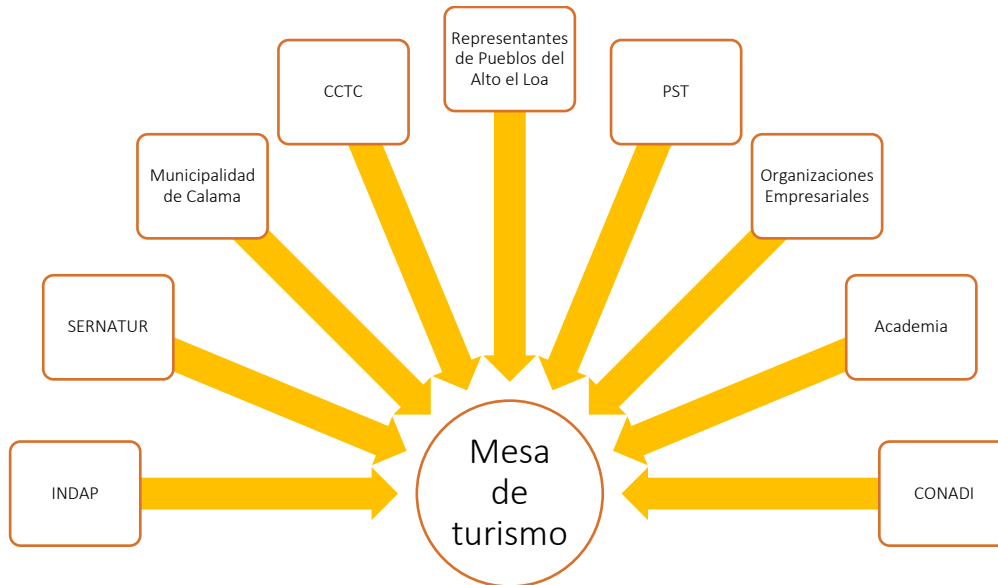 Representantes
de Pueblos del
Alto el Loa
CCTC
PST
Municipalidad
de Calama
Organizaciones
Empresariales
SERNATUR
Academia
INDAP
Mesa
de
turismo
CONADI